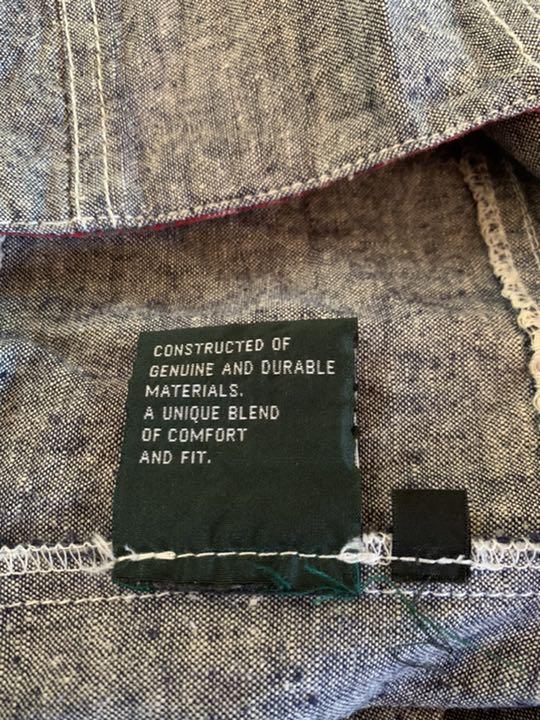 CONSTRUCTED OF
GENUINE AND DURABLE
MATERIALS.
A UNIQUE BLEND
OF COMFORT
AND FIT.